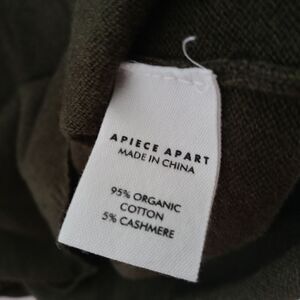 APIECE APART
MADE IN CHINA
95% ORGANIC
COTTON
5% CASHMERE